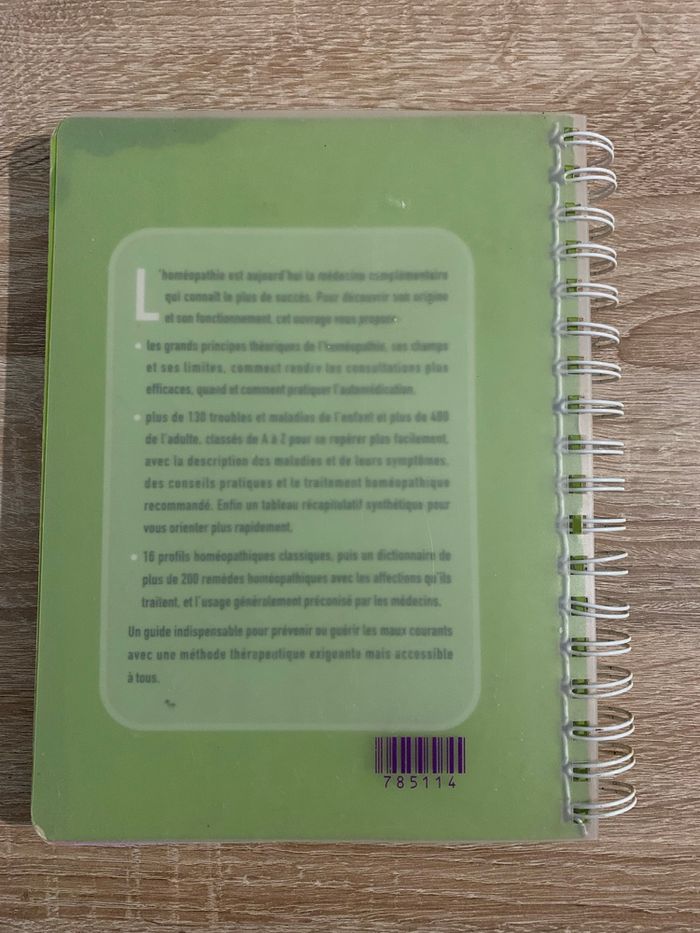 L'homéopathie est aujourd'hui la médecine complémentaire
qui connaît le plus de succès. Pour découvrir son origine
et son fonctionnement, cet ouvrage vous propose
• les grands principes théoriques de l'homéopathie, ses champs
et ses limites, comment rendre les consultations plus
efficaces, quand et comment pratiquer l'automédication.
• plus de 130 troubles et maladies de l'enfant et plus de 400
de l'adulte, classés de A à Z pour se repérer plus facilement,
avec la description des maladies et de leurs symptômes,
des conseils pratiques et le traitement homéopathique
recommandé. Enfin un tableau récapitulatif synthétique pour
vous orienter plus rapidement.
• 16 profils homéopathiques classiques, puis un dictionnaire de
plus de 200 remèdes homéopathiques avec les affections qu'ils
traitent, et l'usage généralement préconisé par les médecins.
Un guide indispensable pour prévenir ou guérir les maux courants
avec une méthode thérapeutique exigeante mais accessible
à tous.
785114